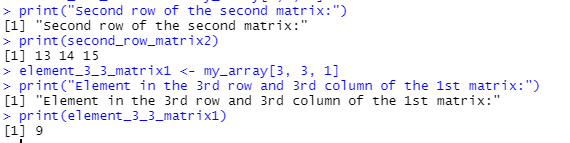 > print("Second row of the second matrix:")
[1] "Second row of the second matrix:"
> print(second_row_matrix2)
[1] 13 14 15
> element_3_3_matrix1 <- my_array[3, 3, 1]
> print("Element in the 3rd row and 3rd column of the 1st matrix:")
[1] "Element in the 3rd row and 3rd column of the 1st matrix:"
> print(element_3_3_matrix1)
[1] 9